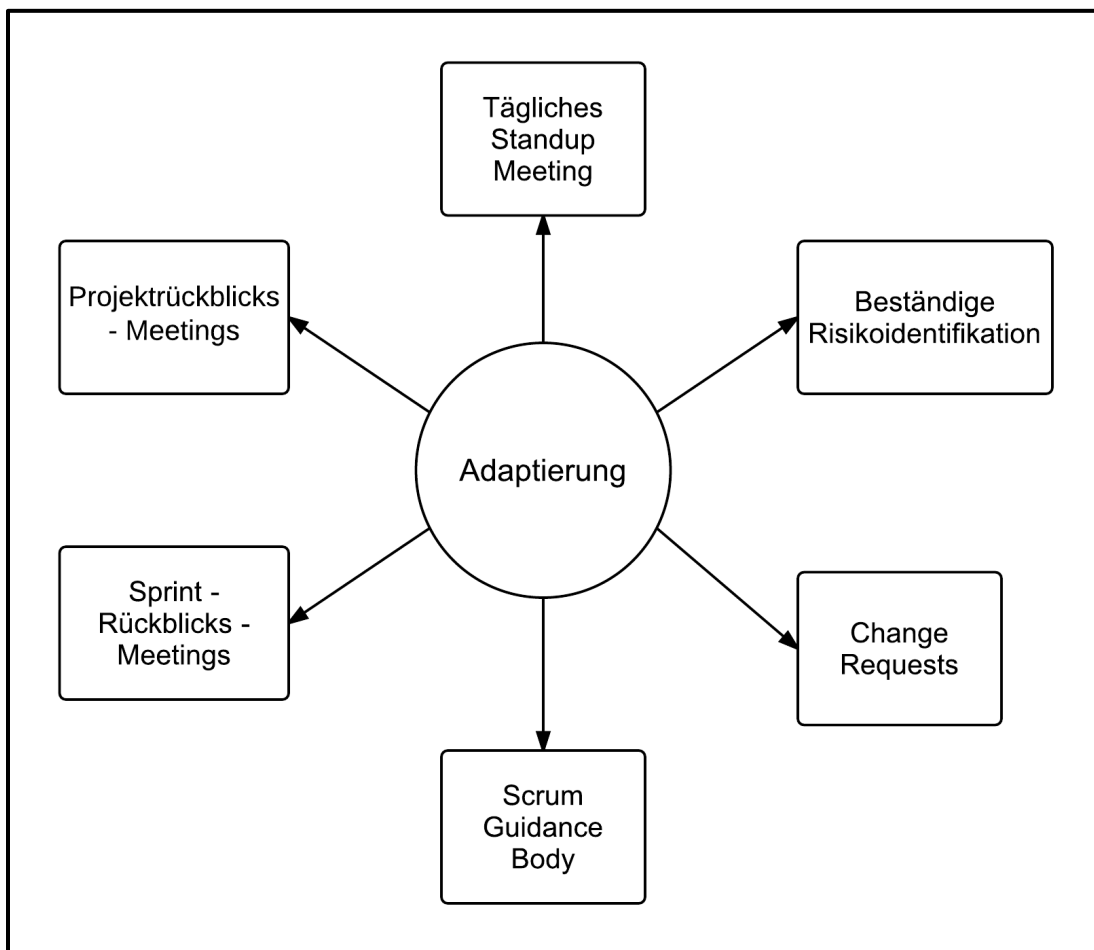 Tägliches
Standup
Meeting
Projektrückblicks
- Meetings
Beständige
Risikoidentifikation
Adaptierung
Sprint -
Rückblicks -
Meetings
Change
Requests
Scrum
Guidance
Body